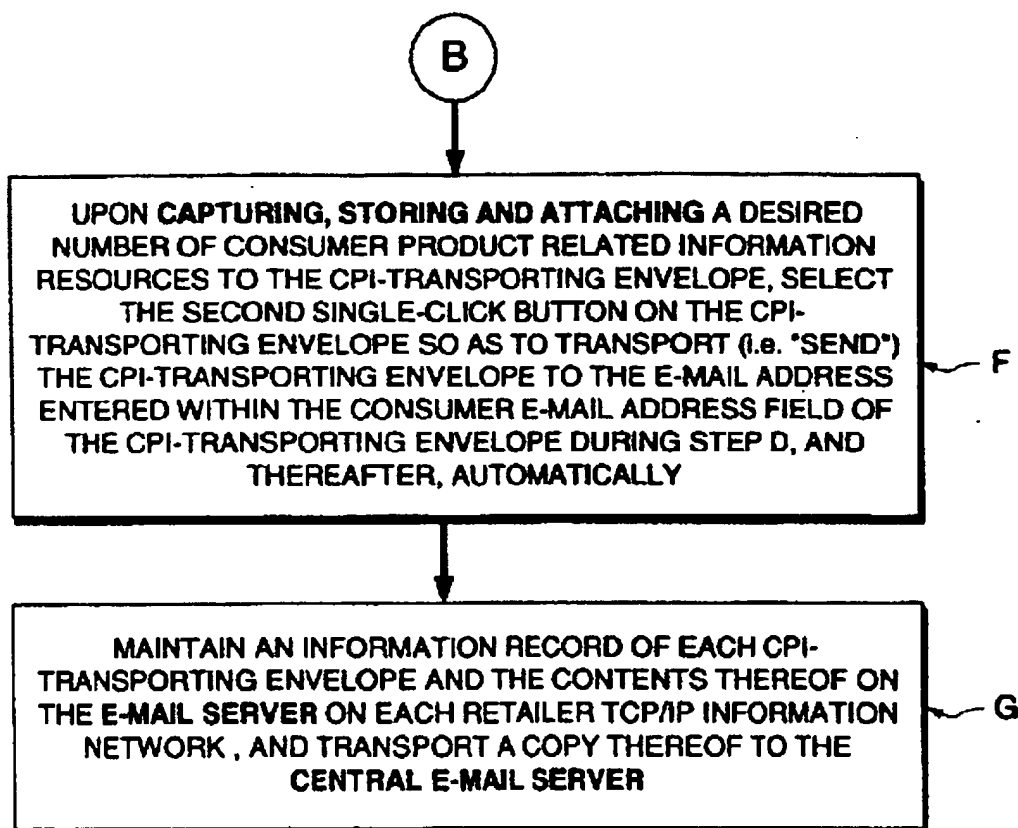 B
UPON CAPTURING, STORING AND ATTACHING A DESIRED
NUMBER OF CONSUMER PRODUCT RELATED INFORMATION
RESOURCES TO THE CPI-TRANSPORTING ENVELOPE, SELECT
THE SECOND SINGLE-CLICK BUTTON ON THE CPI-
TRANSPORTING ENVELOPE SO AS TO TRANSPORT (i.e. "SEND")
THE CPI-TRANSPORTING ENVELOPE TO THE E-MAIL ADDRESS
ENTERED WITHIN THE CONSUMER E-MAIL ADDRESS FIELD OF
THE CPI-TRANSPORTING ENVELOPE DURING STEP D, AND
THEREAFTER, AUTOMATICALLY
F
MAINTAIN AN INFORMATION RECORD OF EACH CPI-
TRANSPORTING ENVELOPE AND THE CONTENTS THEREOF ON
THE E-MAIL SERVER ON EACH RETAILER TCP/IP INFORMATION
NETWORK , AND TRANSPORT A COPY THEREOF TO THE
CENTRAL E-MAIL SERVER
G